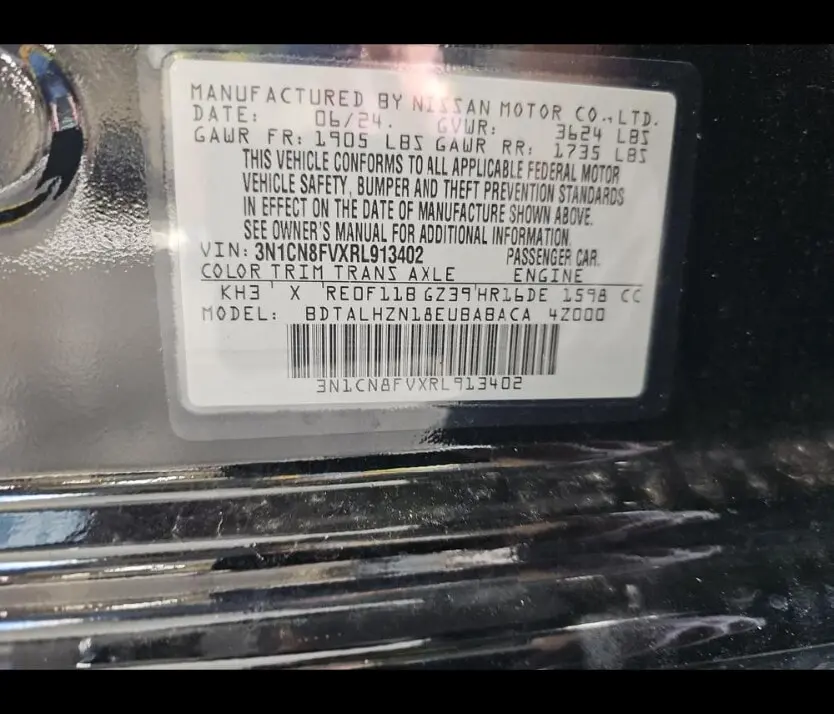 MANUFACTURED BY NISSAN MOTOR CO.,LTD.
DATE: 06/24. GVWR: 3624 LBS
GAWR FR: 1905 LBS GAWR RR: 1735 LBS
THIS VEHICLE CONFORMS TO ALL APPLICABLE FEDERAL MOTOR
VEHICLE SAFETY, BUMPER AND THEFT PREVENTION STANDARDS
IN EFFECT ON THE DATE OF MANUFACTURE SHOWN ABOVE.
SEE OWNER'S MANUAL FOR ADDITIONAL INFORMATION.
VIN: 3N1CN8FVXRL913402 PASSENGER CAR.
COLOR TRIM TRANS AXLE ENGINE
KH3 X RE0F11B GZ39 HR16DE 1598 CC
MODEL: BDTALHZN18EUBABACA 4Z000
3N1CN8FVXRL913402